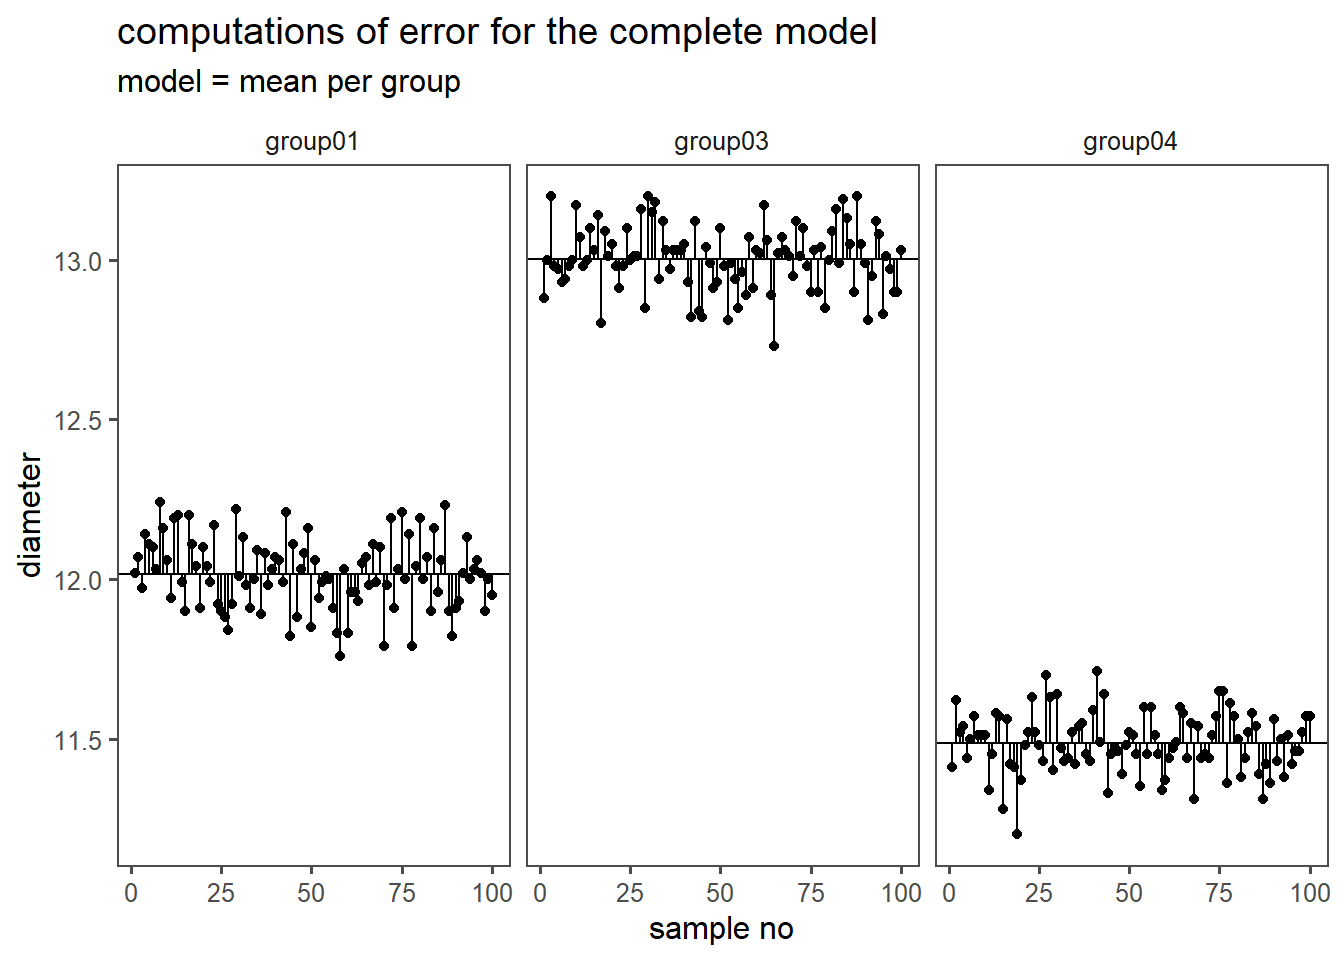 computations of error for the complete model
model = mean per group
group01 group03 group04
diameter
13.0
12.5
12.0
11.5
0 25 50 75 100 0 25 50 75 100 0 25 50 75 100
sample no